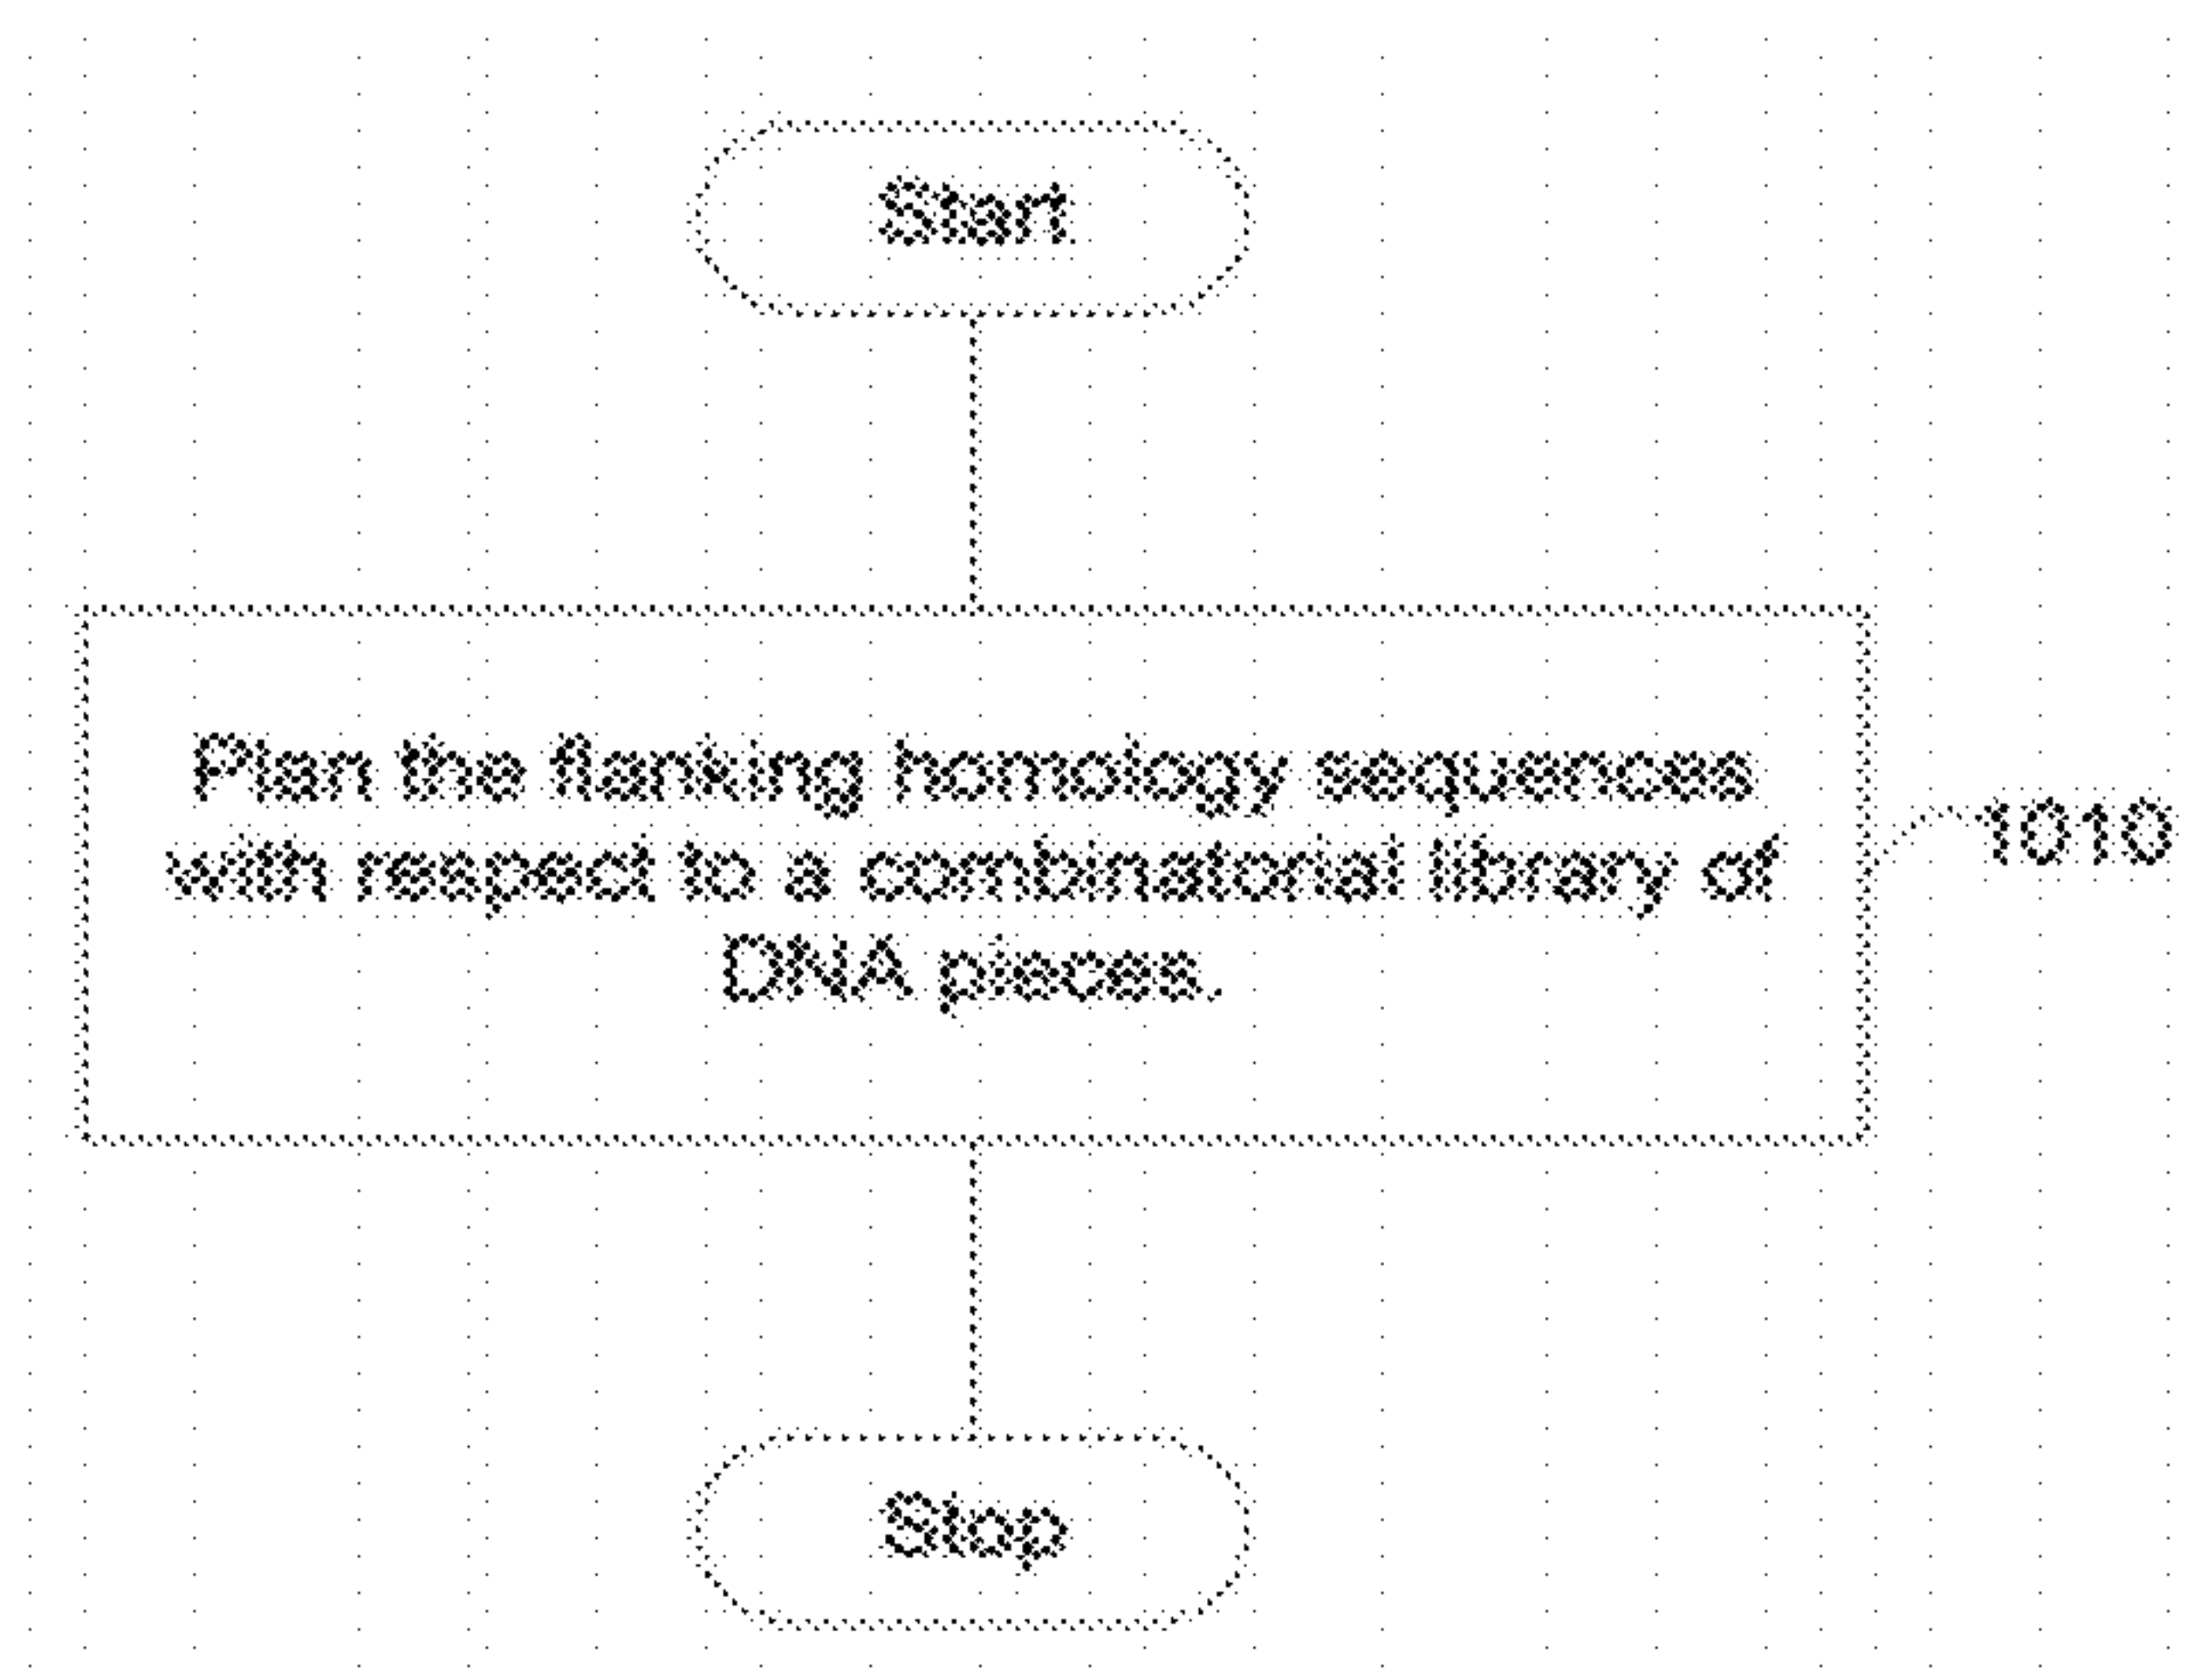 Start
Plan the flanking homology sequences
with respect to a combinatorial library of
DNA pieces.
1010
Stop